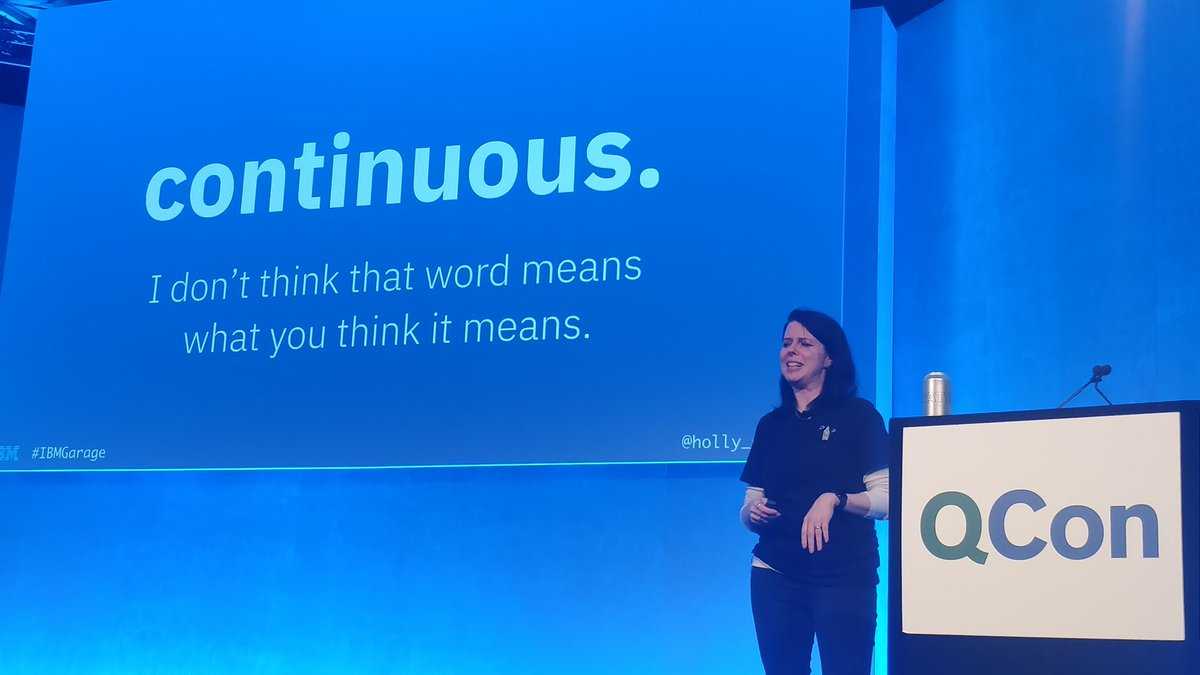 continuous.
I don't think that word means
what you think it means.
#IBMGarage
@holly_
QCon